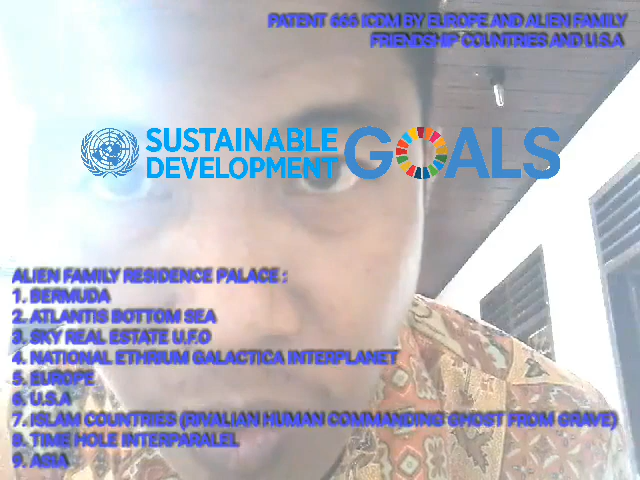 PATENT 666 ICDM BY EUROPE AND ALIEN FAMILY
FRIENDSHIP COUNTRIES AND U.S.A
SUSTAINABLE
DEVELOPMENT
GOALS
ALIEN FAMILY RESIDENCE PALACE :
1. BERMUDA
2. ATLANTIS BOTTOM SEA
3. SKY REAL ESTATE U.F.O
4. NATIONAL ETHRIUM GALACTICA INTERPLANET
5. EUROPE
6. U.S.A
7. ISLAM COUNTRIES (RIVALIAN HUMAN COMMANDING GHOST FROM GRAVE)
8. TIME HOLE INTERPARALEL
9. ASIA